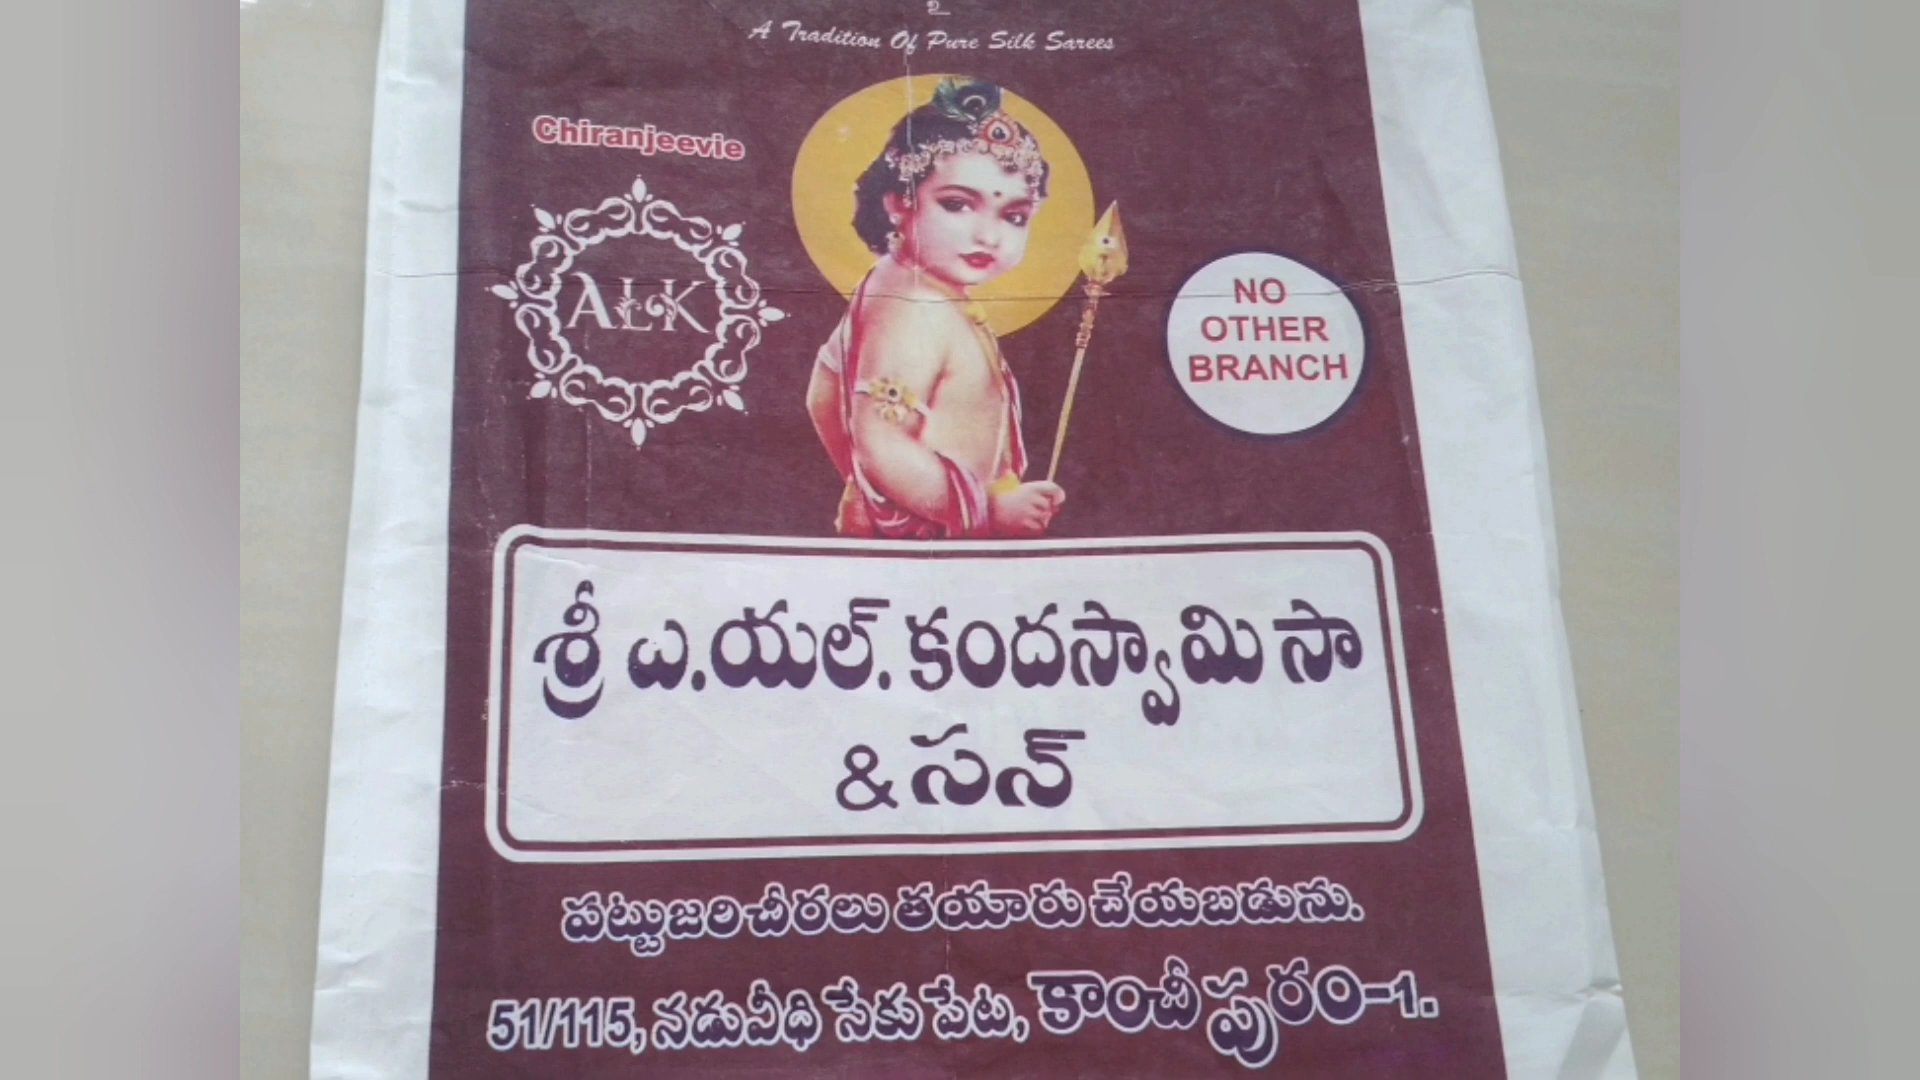 உ
A Tradition Of Pure Silk Sarees
Chiranjeevie
ALK
NO
OTHER
BRANCH
శ్రీ ఎ.యల్. కందస్వామి సా
& సన్
పట్టుజరిచీరలు తయారు చేయబడును.
51/115, నడువీధి సేకు పేట, కాంచీపురం-1.